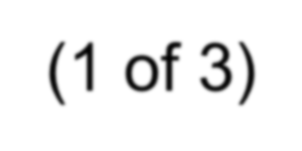 (1 of 3)